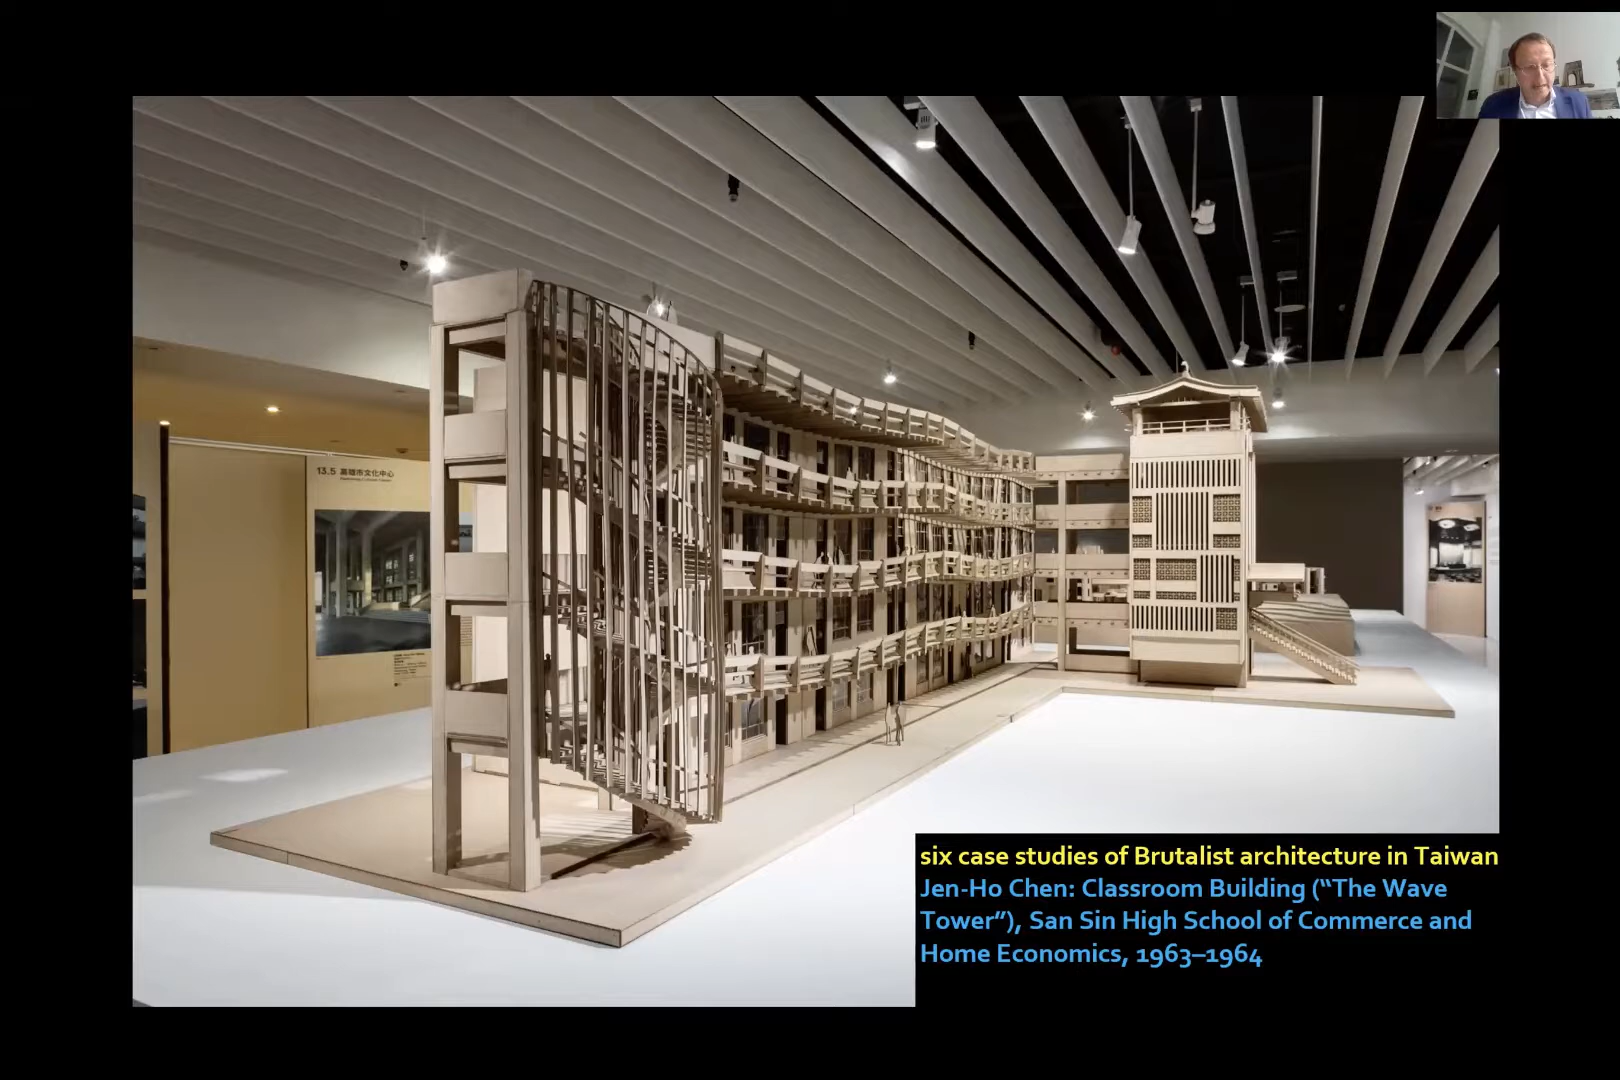 13.5 高雄市文化中心
six case studies of Brutalist architecture in Taiwan
Jen-Ho Chen: Classroom Building (“The Wave
Tower”), San Sin High School of Commerce and
Home Economics, 1963–1964